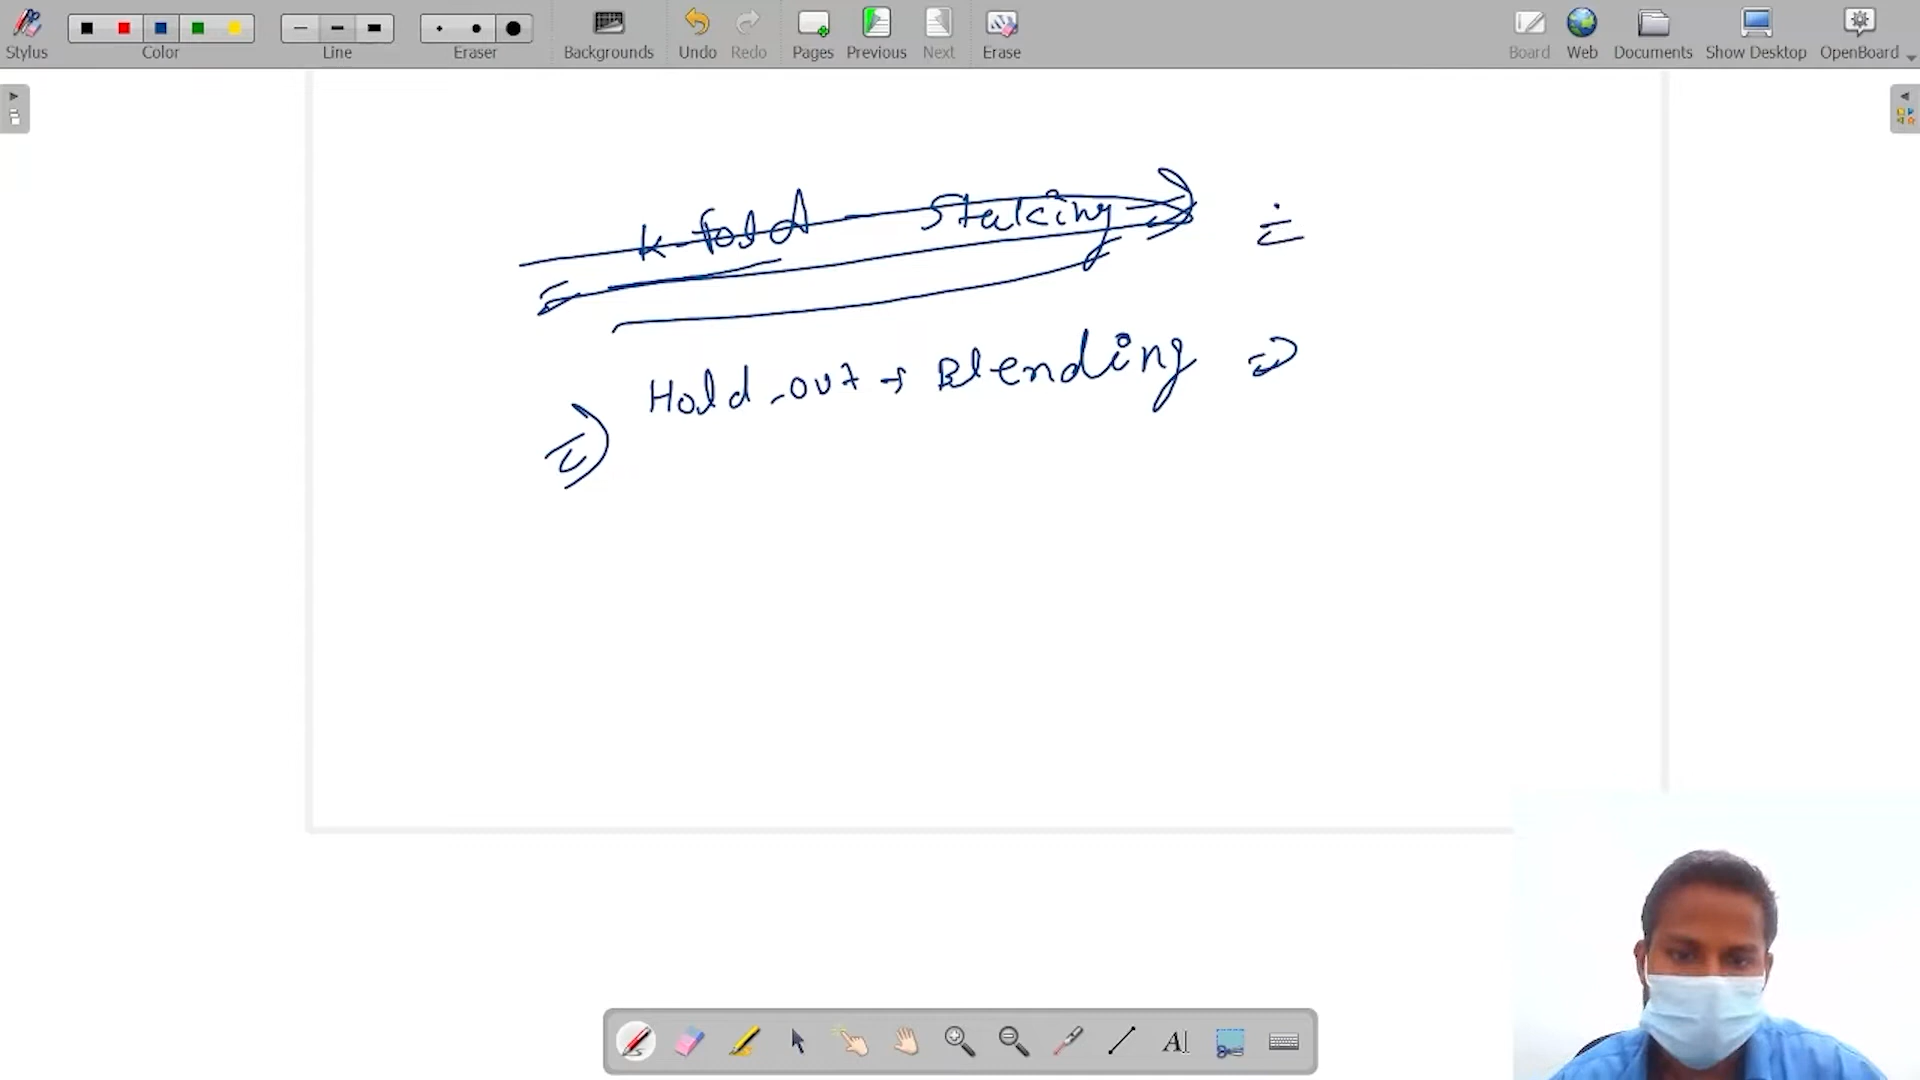 Stylus Color Line Eraser Backgrounds Undo Redo Pages Previous Next Erase Board Web Documents Show Desktop OpenBoard
k-fold - Stacking
Hold-out → Blending ⇒